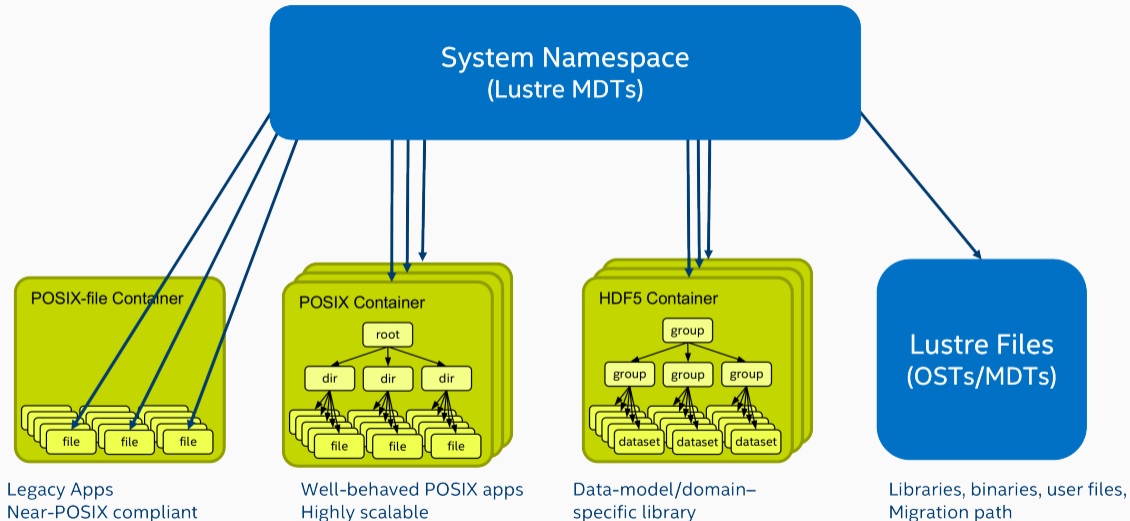 System Namespace
(Lustre MDTs)
POSIX-file Container
file
file
file
Legacy Apps
Near-POSIX compliant
POSIX Container
root
dir
dir
dir
file
file
file
Well-behaved POSIX apps
Highly scalable
HDF5 Container
group
group
group
group
dataset
dataset
dataset
Data-model/domain–
specific library
Lustre Files
(OSTs/MDTs)
Libraries, binaries, user files,
Migration path